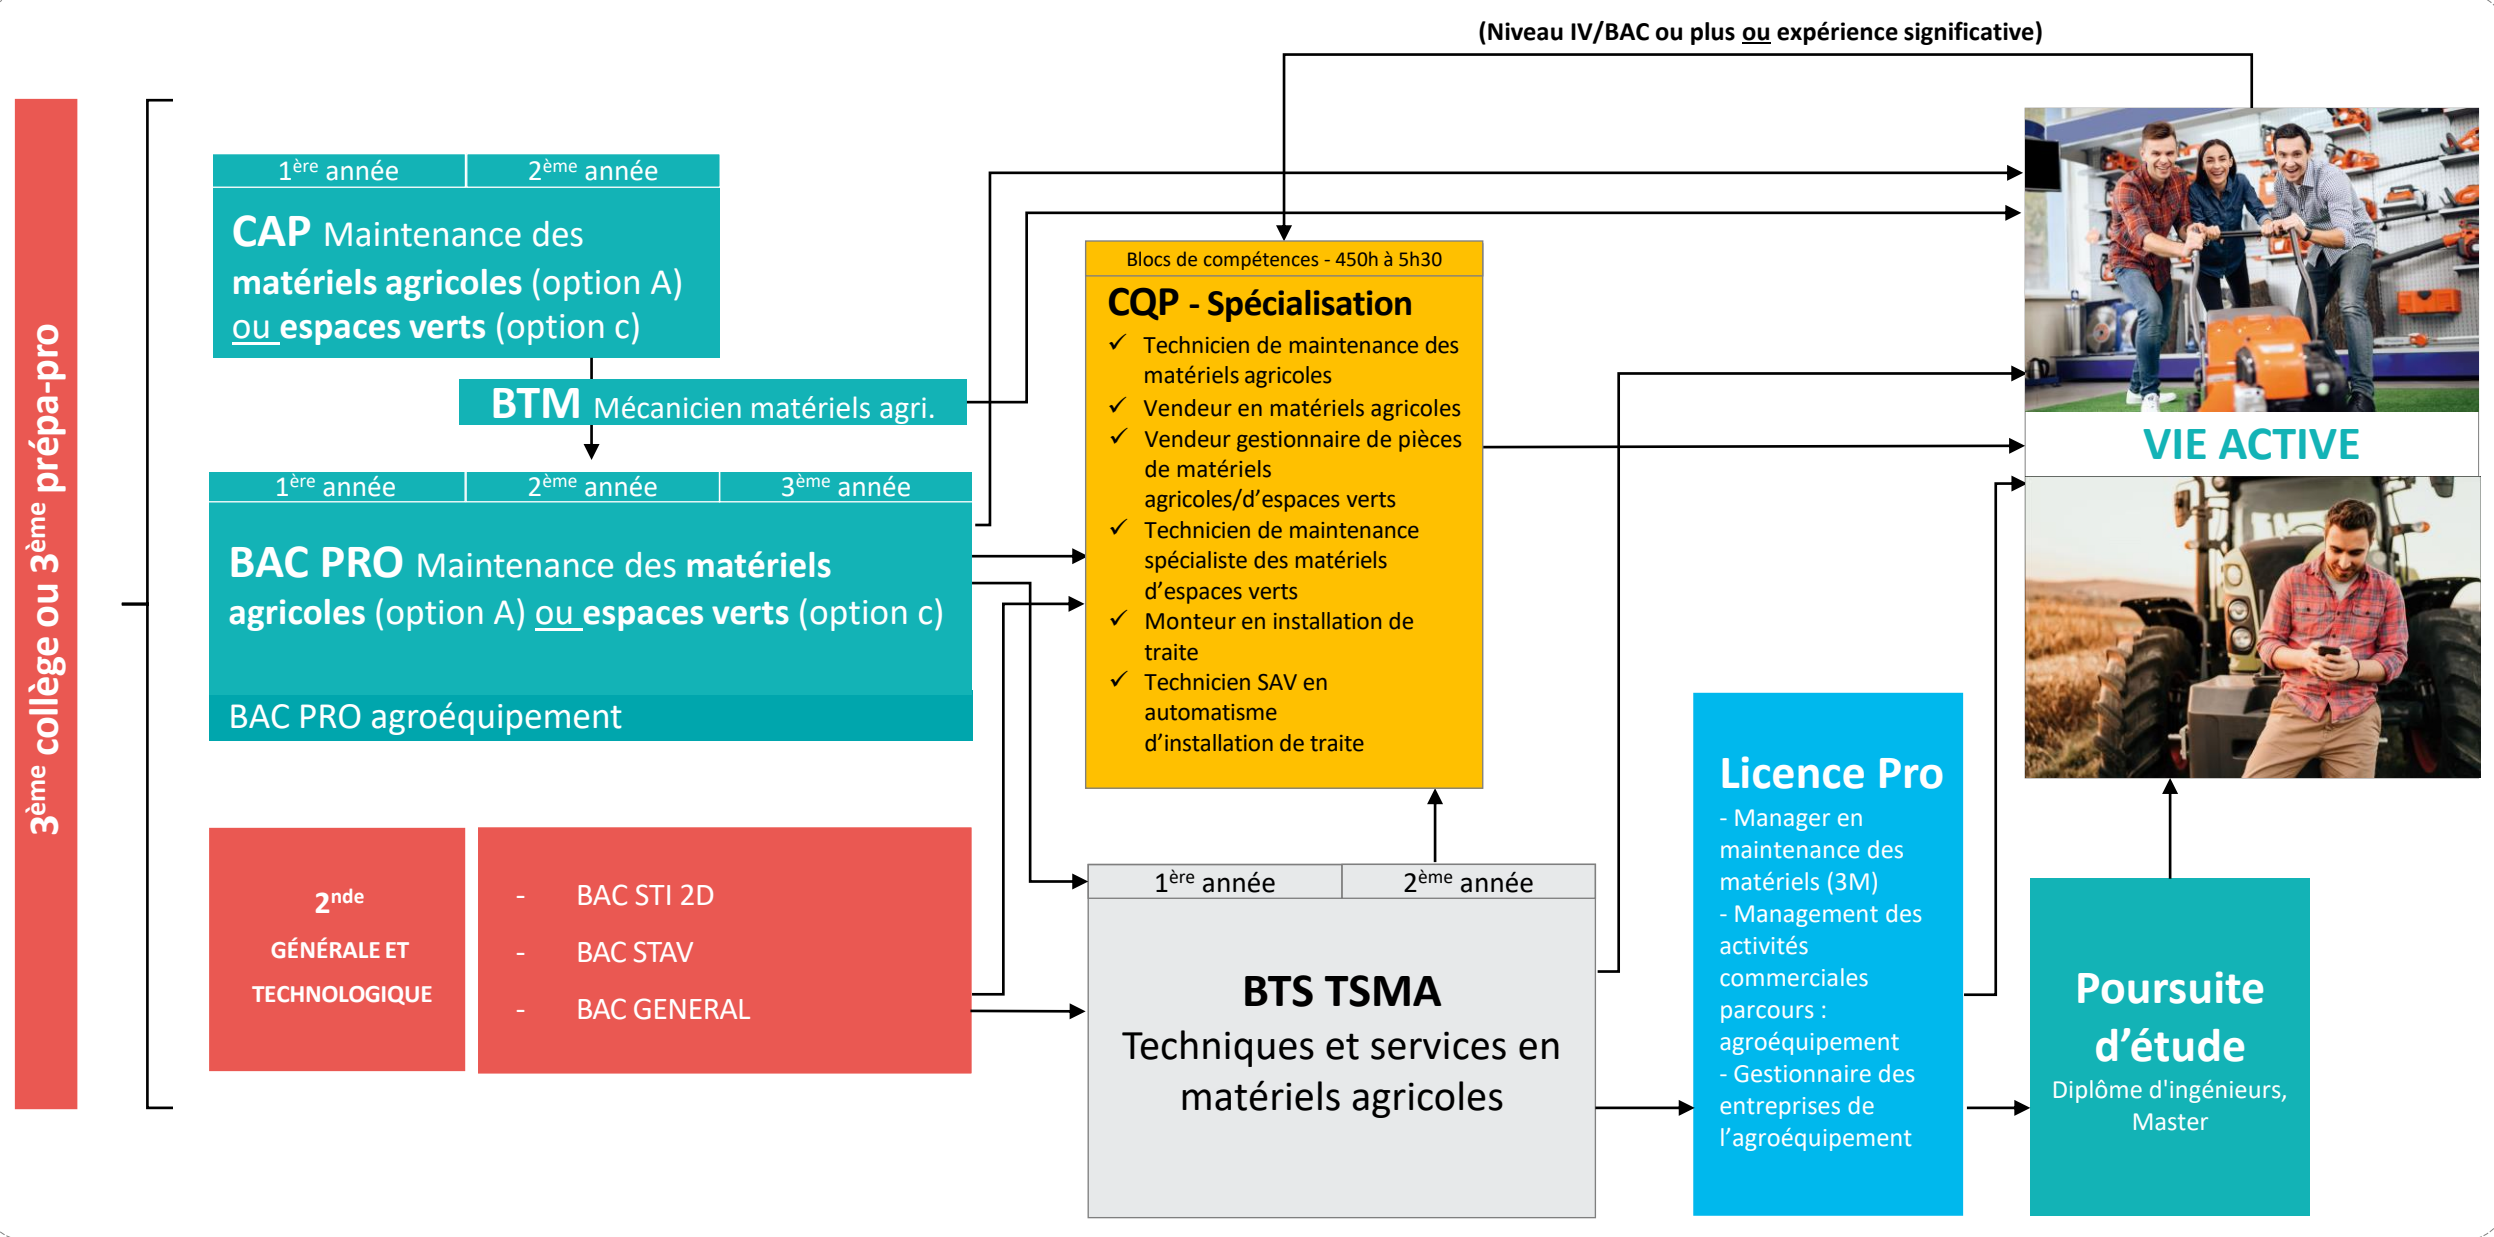 (Niveau IV/BAC ou plus ou expérience significative)
3ème collège ou 3ème prépa-pro
1ère année
2ème année
CAP Maintenance des
matériels agricoles (option A)
ou espaces verts (option c)
BTM Mécanicien matériels agri.
1ère année
2ème année
3ème année
BAC PRO Maintenance des matériels
agricoles (option A) ou espaces verts (option c)
BAC PRO agroéquipement
2nde
GÉNÉRALE ET
TECHNOLOGIQUE
- BAC STI 2D
- BAC STAV
- BAC GENERAL
Blocs de compétences - 450h à 5h30
CQP - Spécialisation
✓ Technicien de maintenance des
matériels agricoles
✓ Vendeur en matériels agricoles
✓ Vendeur gestionnaire de pièces
de matériels
agricoles/d'espaces verts
✓ Technicien de maintenance
spécialiste des matériels
d'espaces verts
✓ Monteur en installation de
traite
✓ Technicien SAV en
automatisme
d'installation de traite
1ère année
2ème année
BTS TSMA
Techniques et services en
matériels agricoles
Licence Pro
- Manager en
maintenance des
matériels (3M)
- Management des
activités
commerciales
parcours :
agroéquipement
- Gestionnaire des
entreprises de
l'agroéquipement
VIE ACTIVE
Poursuite
d'étude
Diplôme d'ingénieurs,
Master